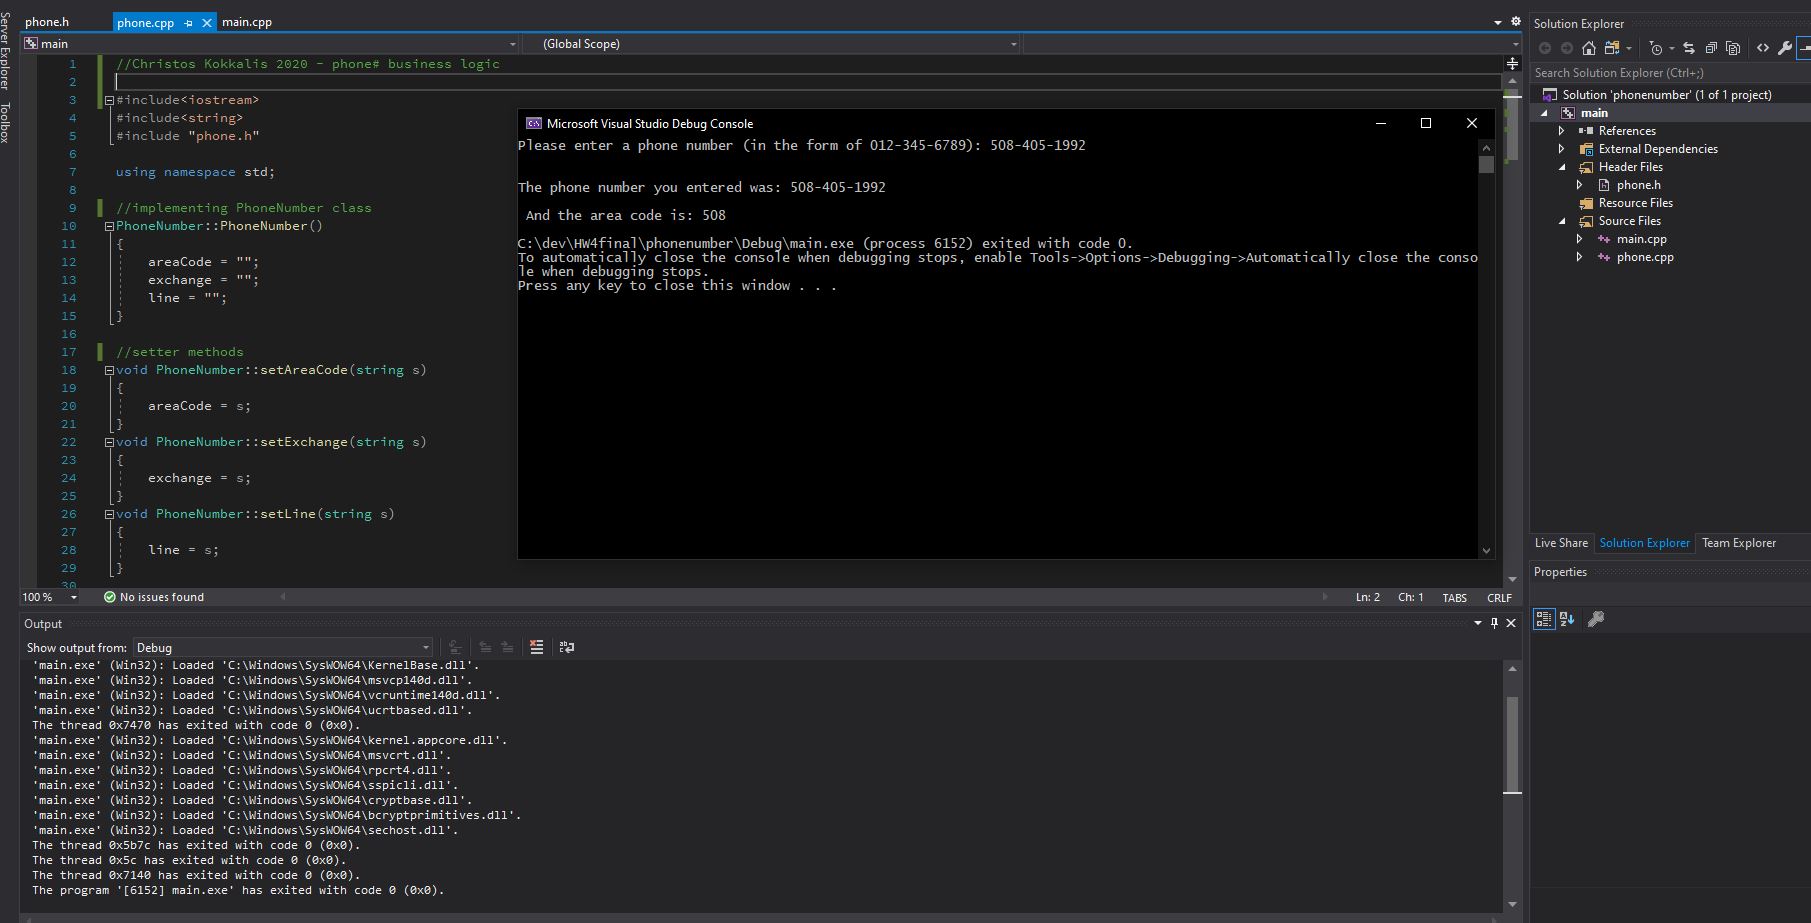 Server Explorer
Toolbox
phone.h
phone.cpp
main.cpp
main
(Global Scope)
1 //Christos Kokkalis 2020 - phone# business logic
2
3 #include<iostream>
4 #include<string>
5 #include "phone.h"
6
7 using namespace std;
8
9 //implementing PhoneNumber class
10 PhoneNumber::PhoneNumber()
11 {
12 areaCode = "";
13 exchange = "";
14 line = "";
15 }
16
17 //setter methods
18 void PhoneNumber::setAreaCode(string s)
19 {
20 areaCode = s;
21 }
22 void PhoneNumber::setExchange(string s)
23 {
24 exchange = s;
25 }
26 void PhoneNumber::setLine(string s)
27 {
28 line = s;
29 }
30
100 %
No issues found
Ln: 2 Ch: 1 TABS CRLF
Microsoft Visual Studio Debug Console
Please enter a phone number (in the form of 012-345-6789): 508-405-1992
The phone number you entered was: 508-405-1992
And the area code is: 508
C:\dev\HW4final\phonenumber\Debug\main.exe (process 6152) exited with code 0.
To automatically close the console when debugging stops, enable Tools->Options->Debugging->Automatically close the conso
le when debugging stops.
Press any key to close this window . . .
Output
Show output from: Debug
'main.exe' (Win32): Loaded 'C:\Windows\SysWOW64\KernelBase.dll'.
'main.exe' (Win32): Loaded 'C:\Windows\SysWOW64\msvcp140d.dll'.
'main.exe' (Win32): Loaded 'C:\Windows\SysWOW64\vcruntime140d.dll'.
'main.exe' (Win32): Loaded 'C:\Windows\SysWOW64\ucrtbased.dll'.
The thread 0x7470 has exited with code 0 (0x0).
'main.exe' (Win32): Loaded 'C:\Windows\SysWOW64\kernel.appcore.dll'.
'main.exe' (Win32): Loaded 'C:\Windows\SysWOW64\msvcrt.dll'.
'main.exe' (Win32): Loaded 'C:\Windows\SysWOW64\rpcrt4.dll'.
'main.exe' (Win32): Loaded 'C:\Windows\SysWOW64\sspicli.dll'.
'main.exe' (Win32): Loaded 'C:\Windows\SysWOW64\cryptbase.dll'.
'main.exe' (Win32): Loaded 'C:\Windows\SysWOW64\bcryptprimitives.dll'.
'main.exe' (Win32): Loaded 'C:\Windows\SysWOW64\sechost.dll'.
The thread 0x5b7c has exited with code 0 (0x0).
The thread 0x5c has exited with code 0 (0x0).
The thread 0x7140 has exited with code 0 (0x0).
The program '[6152] main.exe' has exited with code 0 (0x0).
Solution Explorer
Search Solution Explorer (Ctrl+;)
Solution 'phonenumber' (1 of 1 project)
main
References
External Dependencies
Header Files
phone.h
Resource Files
Source Files
main.cpp
phone.cpp
Live Share
Solution Explorer
Team Explorer
Properties